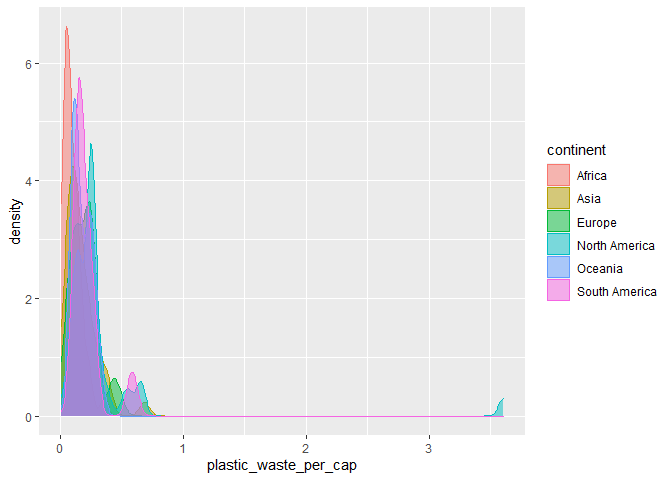 6
4
2
0
density
0
1
2
3
plastic_waste_per_cap
continent
Africa
Asia
Europe
North America
Oceania
South America